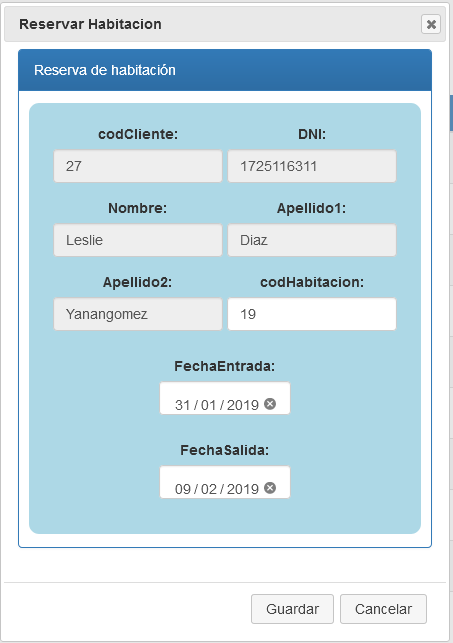 Reservar Habitacion
Reserva de habitación
codCliente: DNI:
27 1725116311
Nombre: Apellido1:
Leslie Diaz
Apellido2: codHabitacion:
Yanangomez 19
FechaEntrada:
31 / 01 / 2019
FechaSalida:
09 / 02 / 2019
Guardar Cancelar